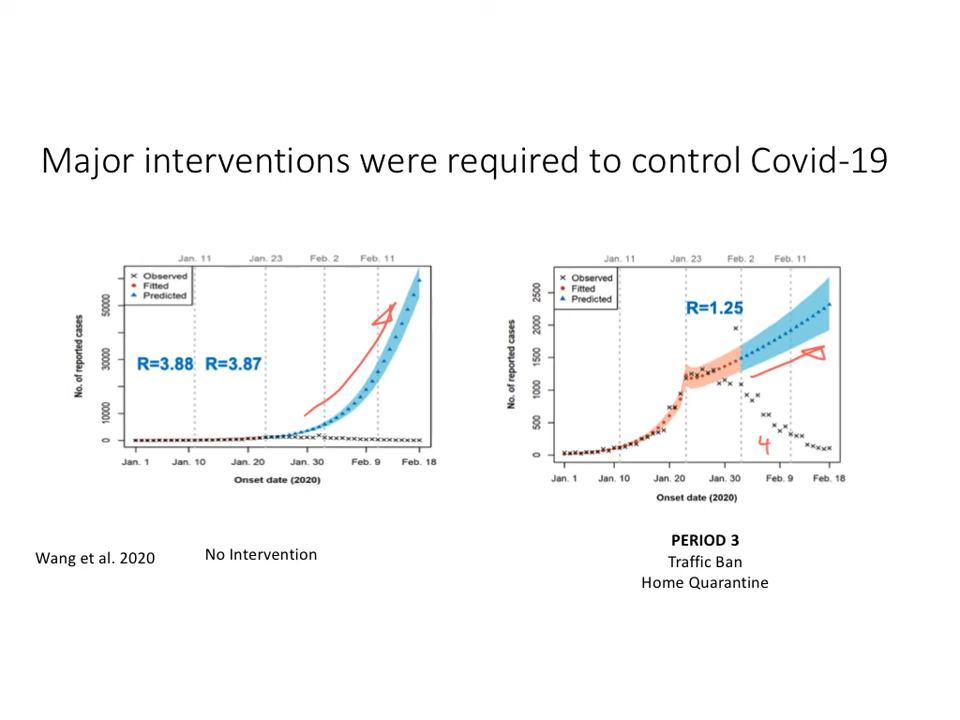 Major interventions were required to control Covid-19
Jan. 11 Jan. 23 Feb. 2 Feb. 11
Observed
Fitted
Predicted
R=3.88 R=3.87
No. of reported cases
50000
30000
10000
0
Jan. 1 Jan. 10 Jan. 20 Jan. 30 Feb. 9 Feb. 18
Onset date (2020)
No Intervention
Wang et al. 2020
Jan. 11 Jan. 23 Feb. 2 Feb. 11
Observed
Fitted
Predicted
R=1.25
No. of reported cases
2500
2000
1500
1000
500
0
4
Jan. 1 Jan. 10 Jan. 20 Jan. 30 Feb. 9 Feb. 18
Onset date (2020)
PERIOD 3
Traffic Ban
Home Quarantine